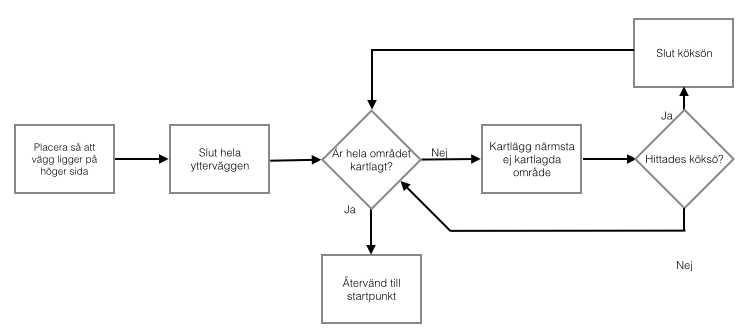 Placera så att
vägg ligger på
höger sida
Slut hela
ytterväggen
Är hela området
kartlagt?
Nej
Ja
Återvänd till
startpunkt
Kartlägg närmsta
ej kartlagda
område
Hittades köksö?
Ja
Slut köksön
Nej